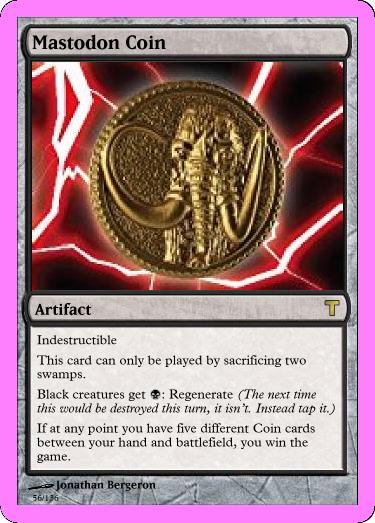 Mastodon Coin
Artifact
T
Indestructible
This card can only be played by sacrificing two
swamps.
Black creatures get : Regenerate (The next time
this would be destroyed this turn, it isn't. Instead tap it.)
If at any point you have five different Coin cards
between your hand and battlefield, you win the
game.
Jonathan Bergeron
56/136